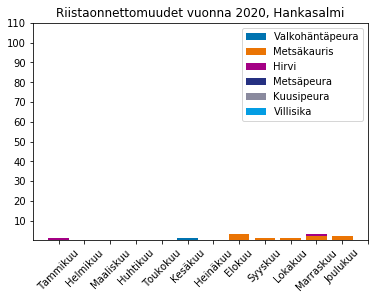 Riistaonnettomuudet vuonna 2020, Hankasalmi
110
100
90
80
70
60
50
40
30
20
10
Valkohäntäpeura
Metsäkauris
Hirvi
Metsäpeura
Kuusipeura
Villisika
Tammikuu
Helmikuu
Maaliskuu
Huhtikuu
Toukokuu
Kesäkuu
Heinäkuu
Elokuu
Syyskuu
Lokakuu
Marraskuu
Joulukuu